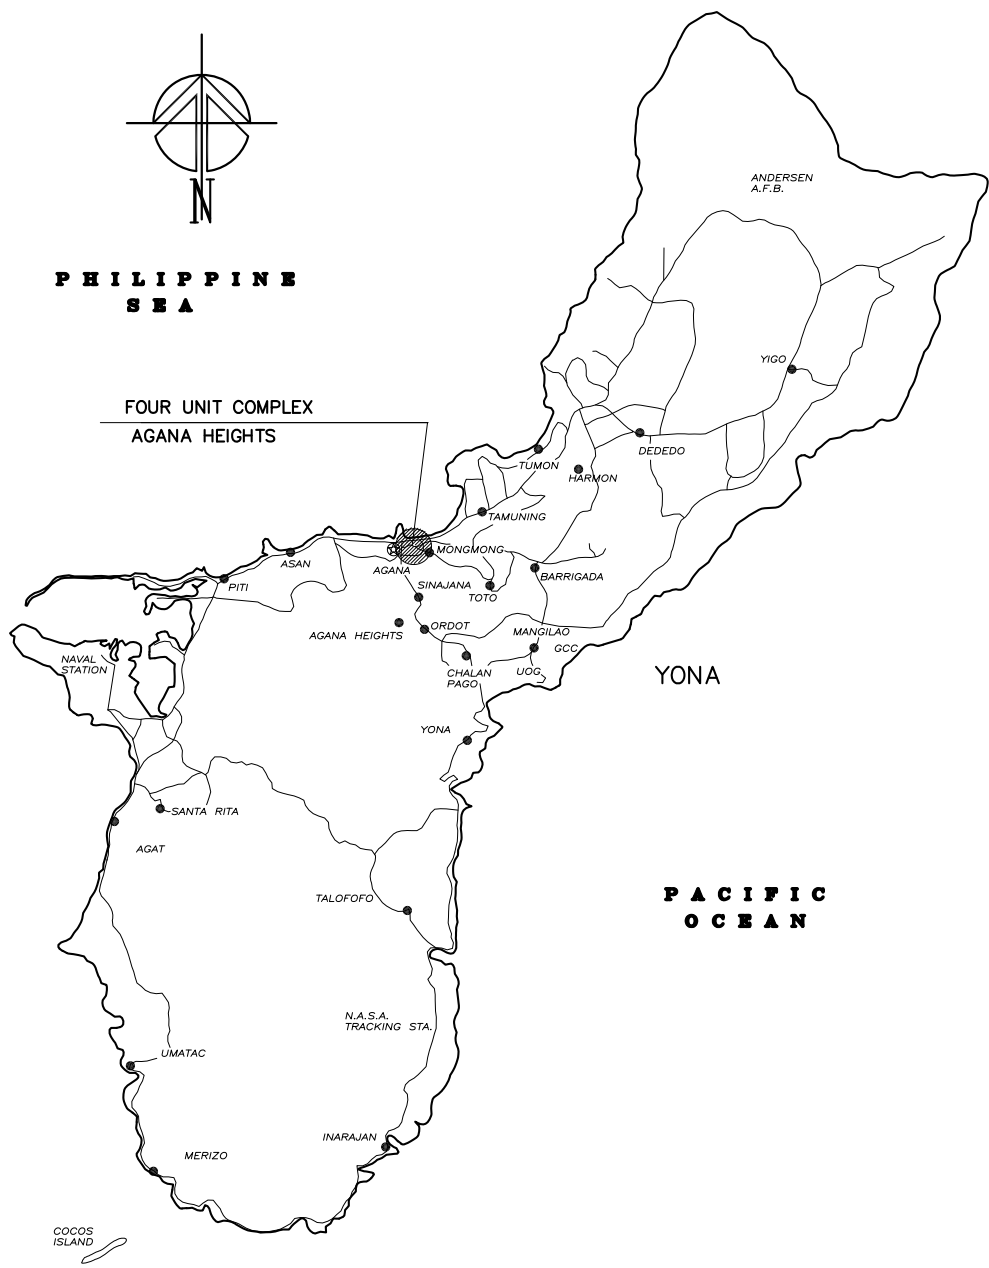 N
ANDERSEN
A.F.B.
PHILIPPINE
SEA
YIGO
FOUR UNIT COMPLEX
AGANA HEIGHTS
DEDEDO
TUMON
HARMON
TAMUNING
MONGMONG
ASAN
AGANA
BARRIGADA
PITI
SINAJANA
TOTO
ORDOT
AGANA HEIGHTS
MANGILAO
GCC
NAVAL
STATION
UOG
CHALAN
PAGO
YONA
YONA
SANTA RITA
AGAT
TALOFOFO
PACIFIC
OCEAN
N.A.S.A.
TRACKING STA.
UMATAC
INARAJAN
MERIZO
COCOS
ISLAND